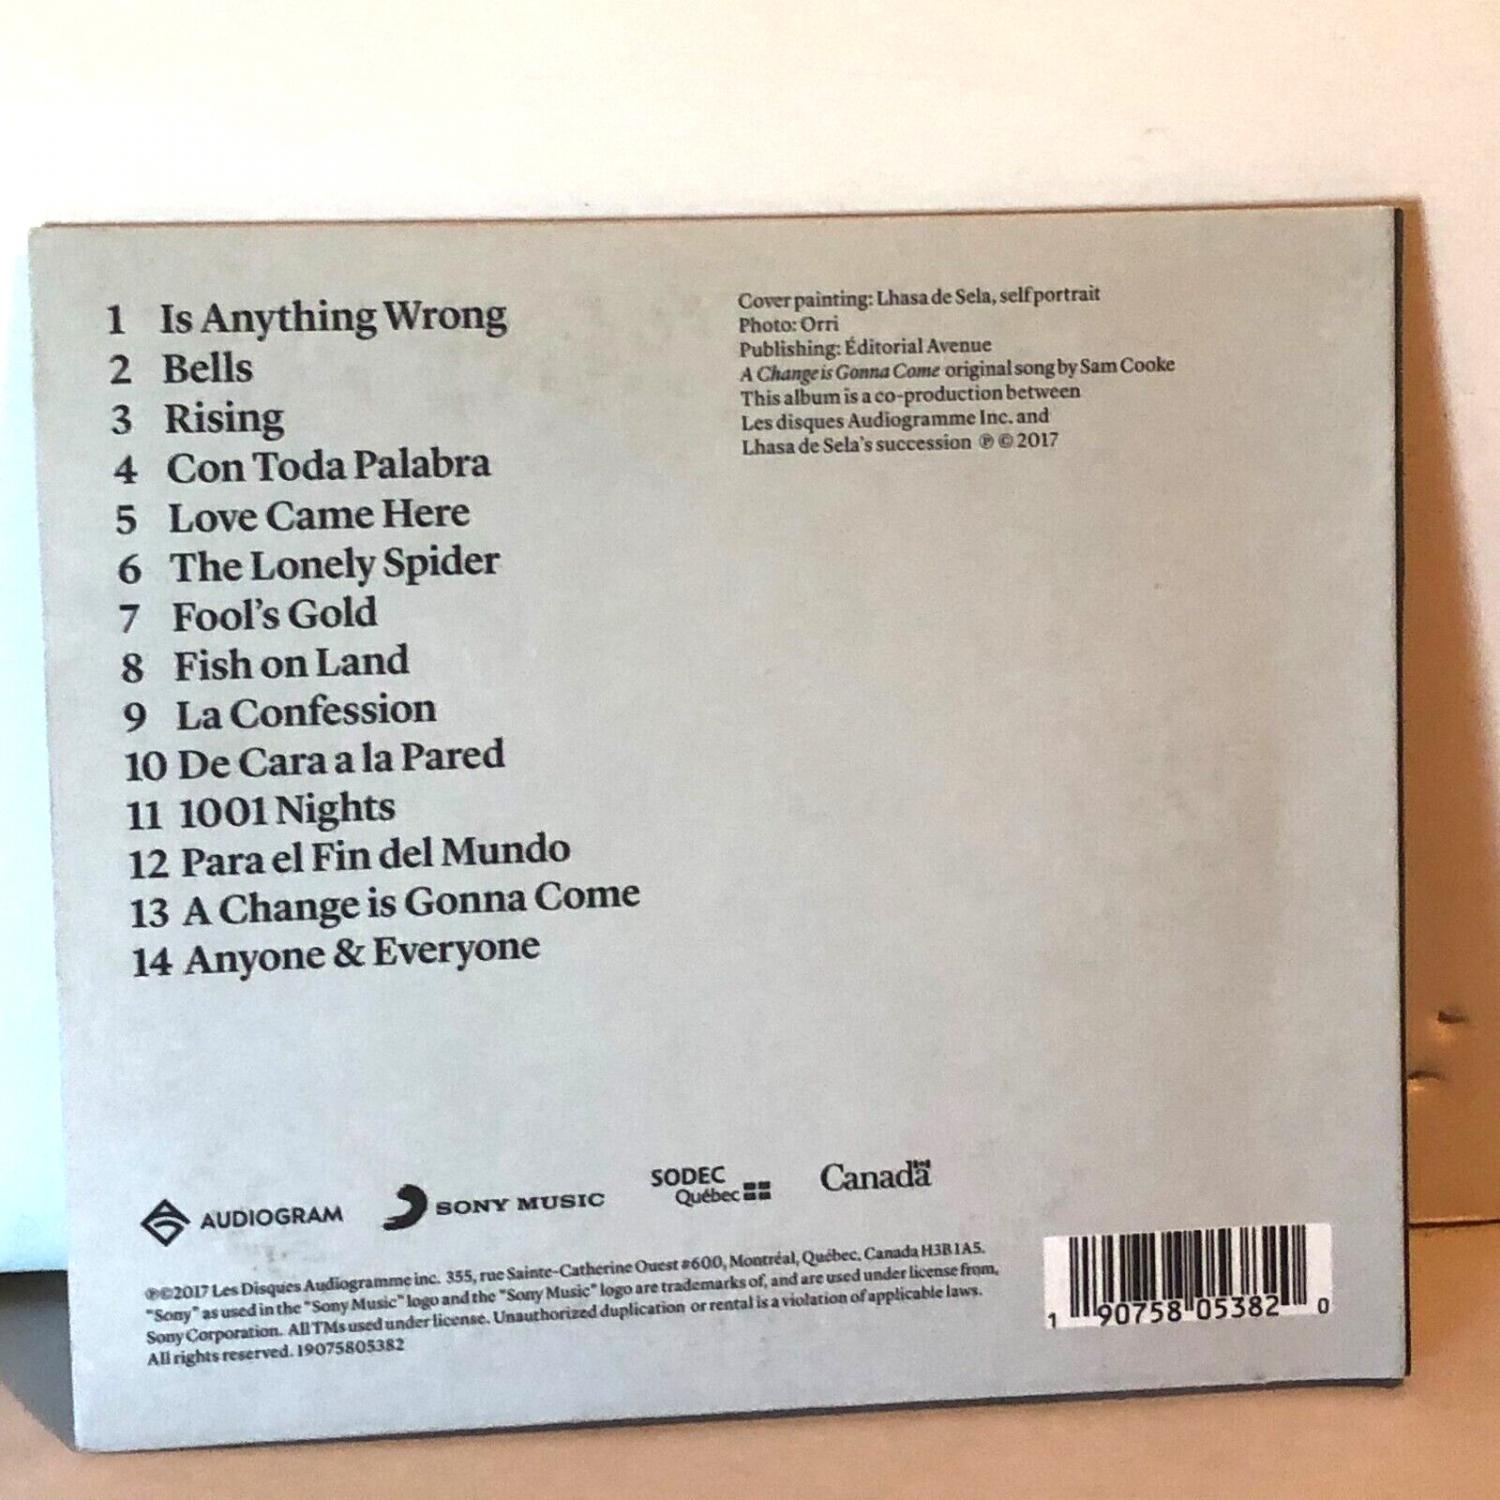 1 Is Anything Wrong
2 Bells
3 Rising
4 Con Toda Palabra
5 Love Came Here
6 The Lonely Spider
7 Fool's Gold
8 Fish on Land
9 La Confession
10 De Cara a la Pared
11 1001 Nights
12 Para el Fin del Mundo
13 A Change is Gonna Come
14 Anyone & Everyone
Cover painting: Lhasa de Sela, self portrait
Photo: Orri
Publishing: Éditorial Avenue
A Change is Gonna Come original song by Sam Cooke
This album is a co-production between
Les disques Audiogramme Inc. and
Lhasa de Sela's succession ℗ © 2017
AUDIOGRAM
SONY MUSIC
SODEC
Québec
Canada
℗©2017 Les Disques Audiogramme inc. 355, rue Sainte-Catherine Ouest #600, Montréal, Québec, Canada H3B 1A5.
"Sony" as used in the "Sony Music" logo and the "Sony Music" logo are trademarks of, and are used under license from,
Sony Corporation. All TMs used under license. Unauthorized duplication or rental is a violation of applicable laws.
All rights reserved. 19075805382
1 90758 05382 0